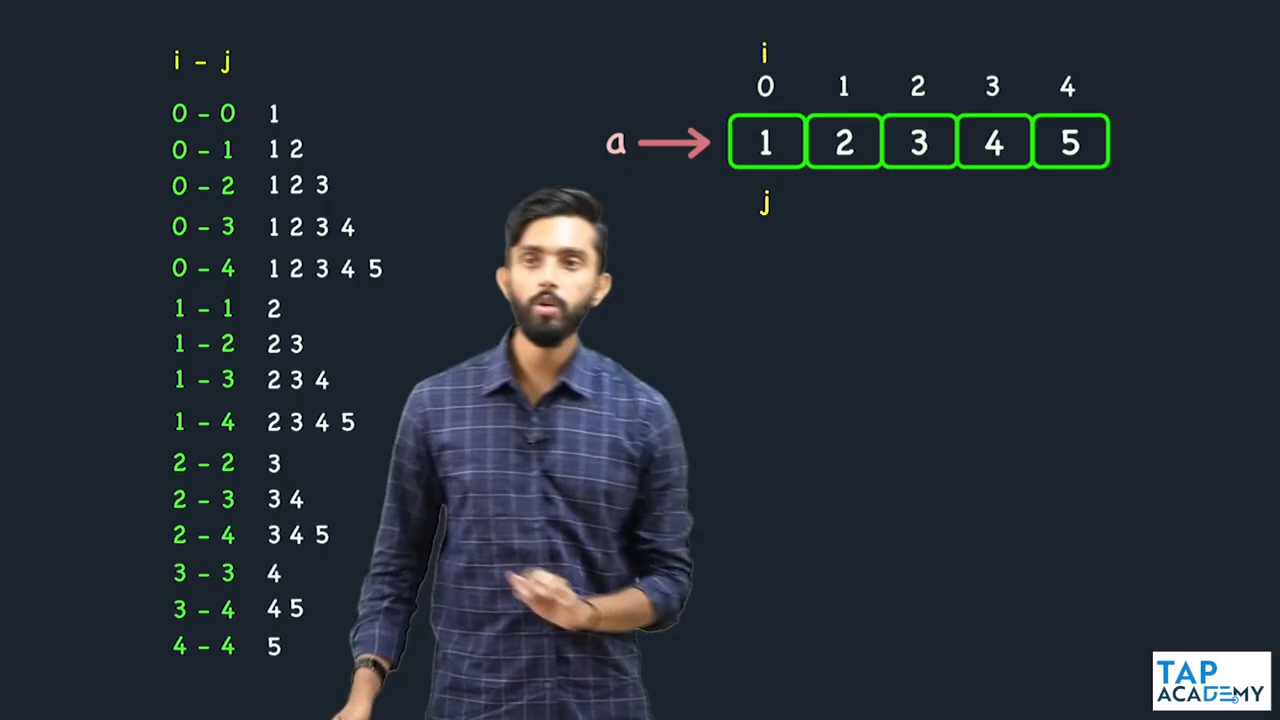 i - j
0 - 0 1
0 - 1 1 2
0 - 2 1 2 3
0 - 3 1 2 3 4
0 - 4 1 2 3 4 5
1 - 1 2
1 - 2 2 3
1 - 3 2 3 4
1 - 4 2 3 4 5
2 - 2 3
2 - 3 3 4
2 - 4 3 4 5
3 - 3 4
3 - 4 4 5
4 - 4 5
i
0 1 2 3 4
a → 1 2 3 4 5
j
TAP
ACADEMY